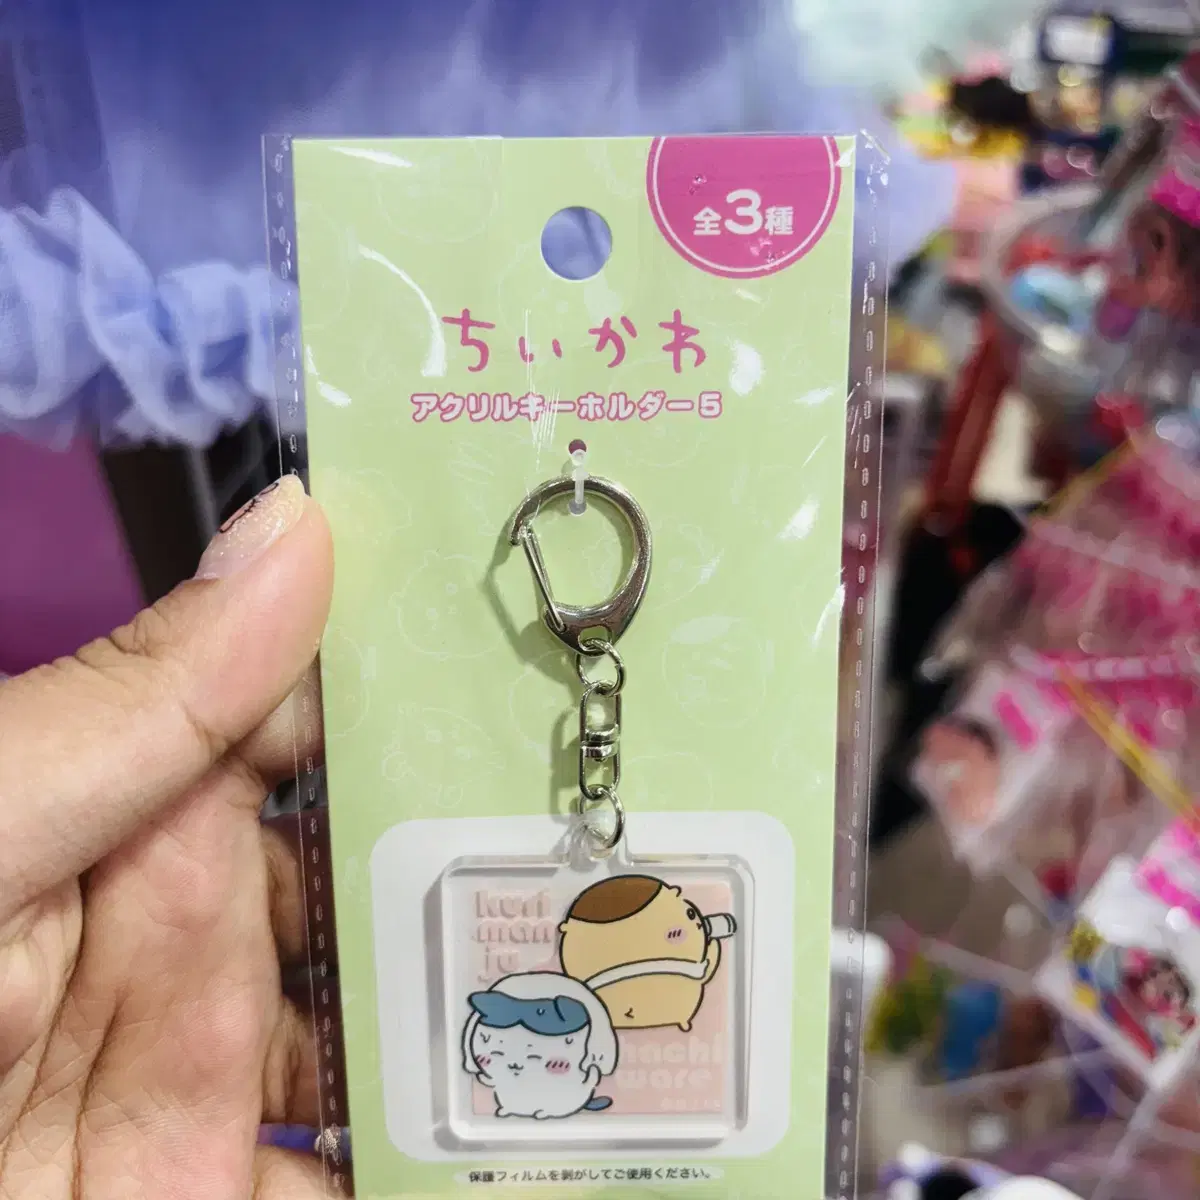 全3種
ちいかわ
アクリルキーホルダー5
kuri
man
ju
hachi
ware
保護フィルムを剥がしてご使用ください。